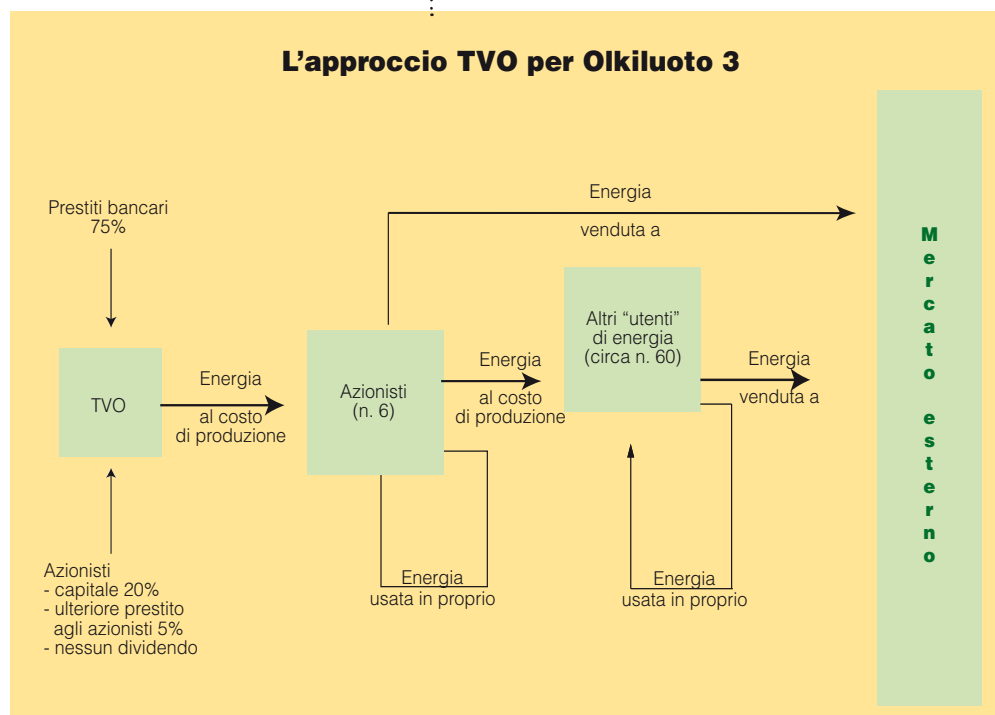 L'approccio TVO per Olkiluoto 3
Prestiti bancari
75%
TVO
Azionisti
- capitale 20%
- ulteriore prestito
agli azionisti 5%
- nessun dividendo
Energia
al costo
di produzione
Azionisti
(n. 6)
Energia
usata in proprio
Energia
venduta a
Energia
al costo
di produzione
Altri “utenti”
di energia
(circa n. 60)
Energia
usata in proprio
Energia
venduta a
Mercato esterno